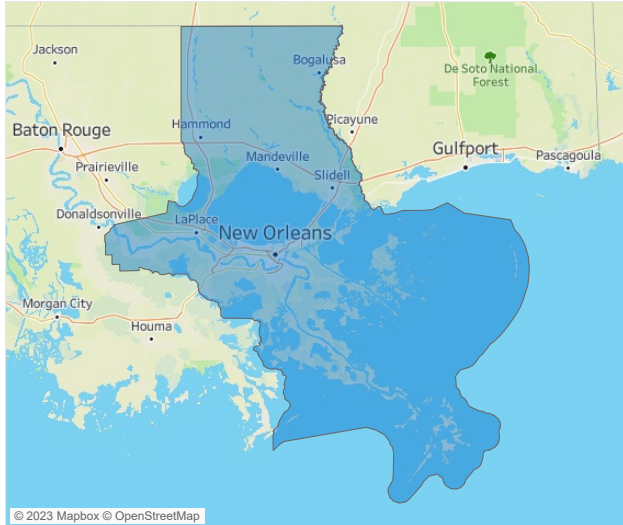 Jackson
Bogalusa
De Soto National
Forest
Hammond
Picayune
Baton Rouge
Gulfport
Mandeville
Pascagoula
Prairieville
Slidell
Donaldsonville
LaPlace
New Orleans
Morgan City
Houma
© 2023 Mapbox © OpenStreetMap